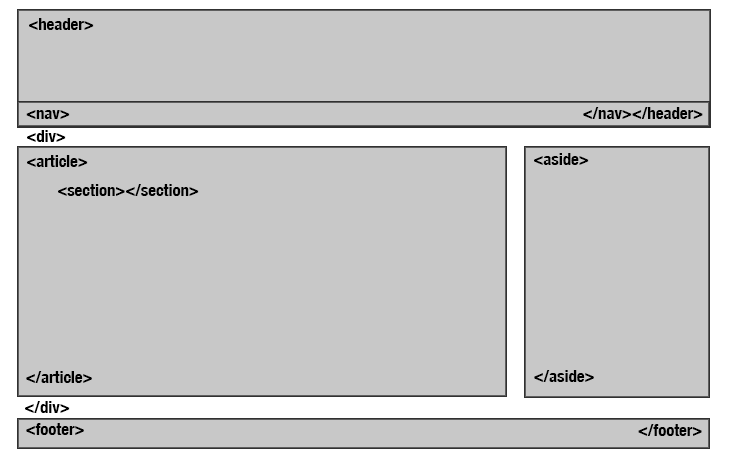 <header>
<nav> </nav></header>
<div>
<article>
<section></section>
</article>
<aside>
</aside>
</div>
<footer> </footer>